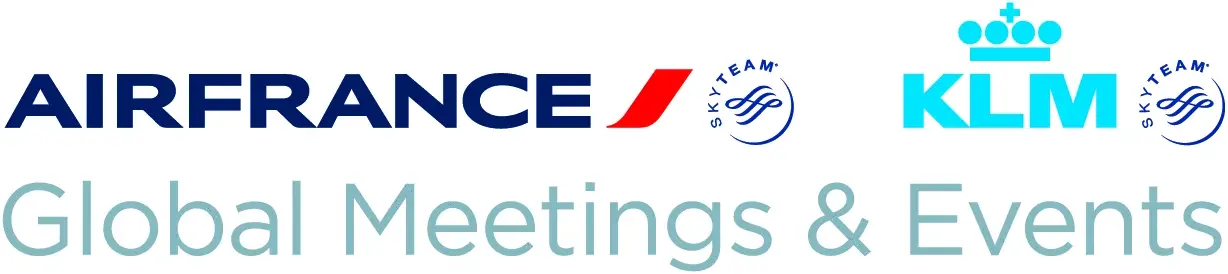 AIRFRANCE SKYTEAM KLM SKYTEAM
Global Meetings & Events